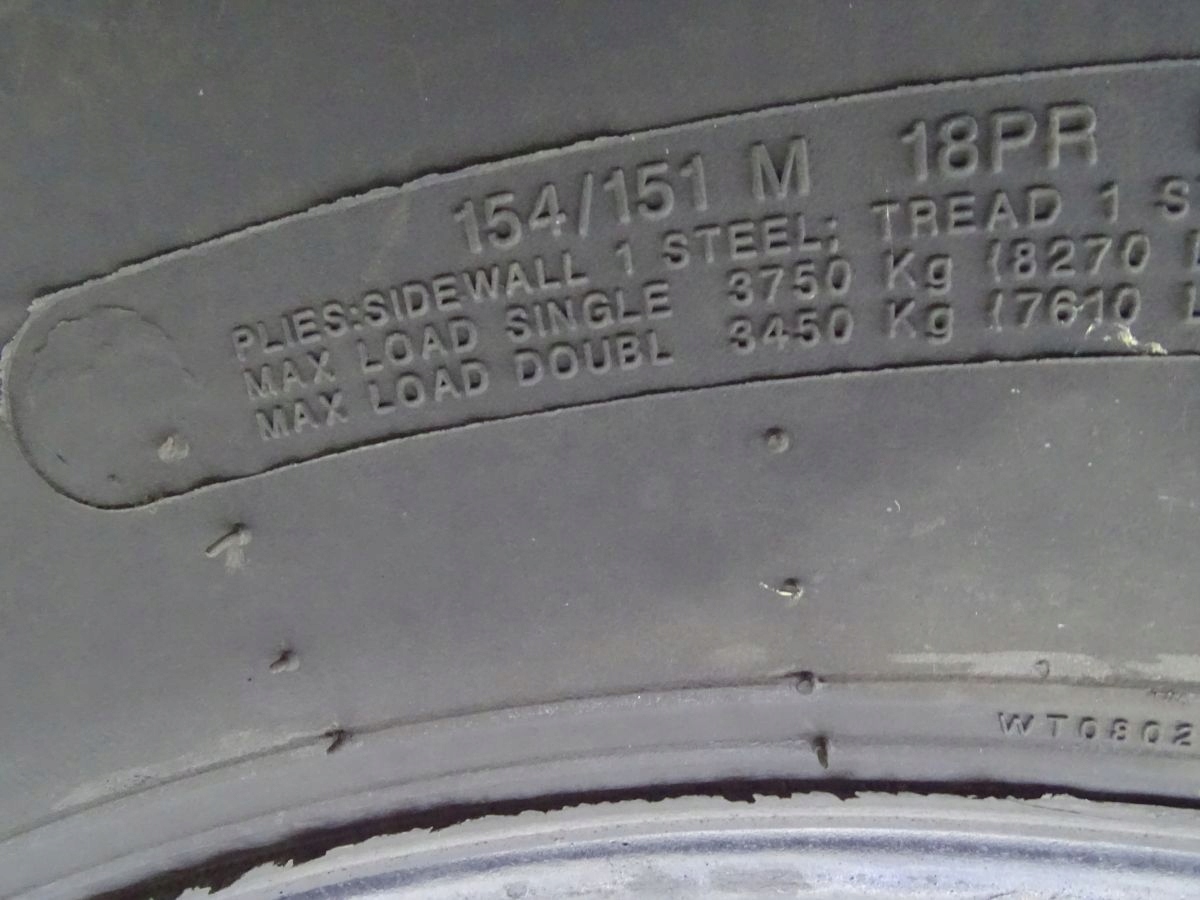 154/151 M 18PR
PLIES:SIDEWALL 1 STEEL; TREAD 1 S
MAX LOAD SINGLE 3750 Kg (8270 L
MAX LOAD DOUBL 3450 Kg (7610 L
WT0802